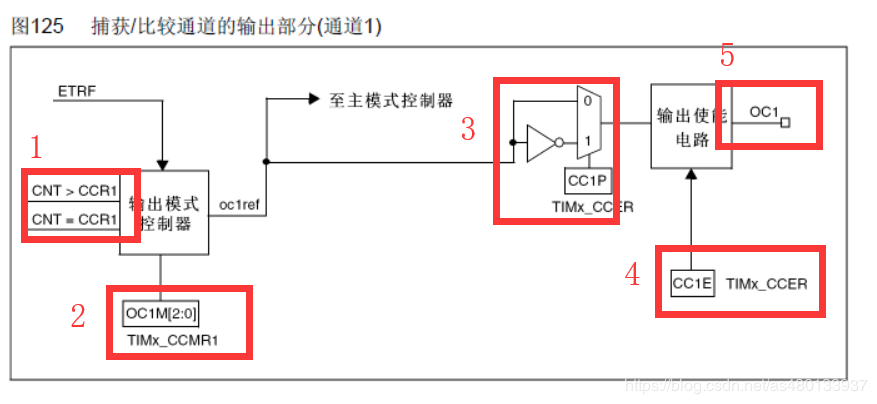 图125 捕获/比较通道的输出部分(通道1)
5
ETRF
至主模式控制器
3
0
1
输出使能
电路
OC1
1
CNT > CCR1
CNT = CCR1
输出模式
控制器
oc1ref
CC1P
TIMx_CCER
2
OC1M[2:0]
TIMx_CCMR1
4
CC1E
TIMx_CCER
https://blog.csdn.net/as480133937